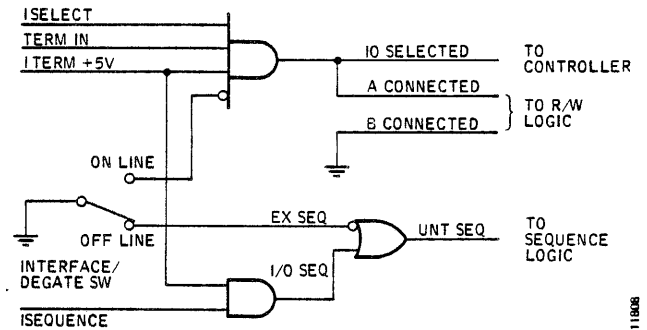 ISELECT
TERM IN
ITERM +5V
IO SELECTED
TO
CONTROLLER
A CONNECTED
TO R/W
LOGIC
B CONNECTED
ON LINE
OFF LINE
EX SEQ
UNT SEQ
TO
SEQUENCE
LOGIC
INTERFACE/
DEGATE SW
I/O SEQ
ISEQUENCE
11808